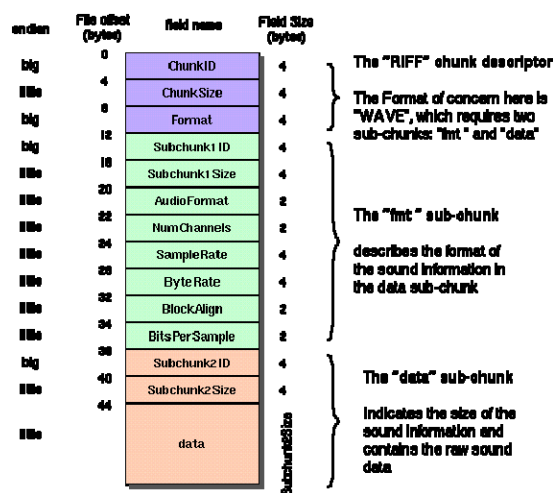 endian File offset (bytes) field name Field Size (bytes)
0
big ChunkID 4
4
little ChunkSize 4
8
big Format 4
12
big Subchunk1 ID 4
16
little Subchunk1 Size 4
20
little AudioFormat 2
22
little NumChannels 2
24
little SampleRate 4
28
little ByteRate 4
32
little BlockAlign 2
34
little BitsPerSample 2
36
big Subchunk2 ID 4
40
little Subchunk2 Size 4
44
little data Subchunk2Size
The "RIFF" chunk descriptor
The Format of concern here is
"WAVE", which requires two
sub-chunks: "fmt " and "data"
The "fmt " sub-chunk
describes the format of
the sound information in
the data sub-chunk
The "data" sub-chunk
Indicates the size of the
sound information and
contains the raw sound
data